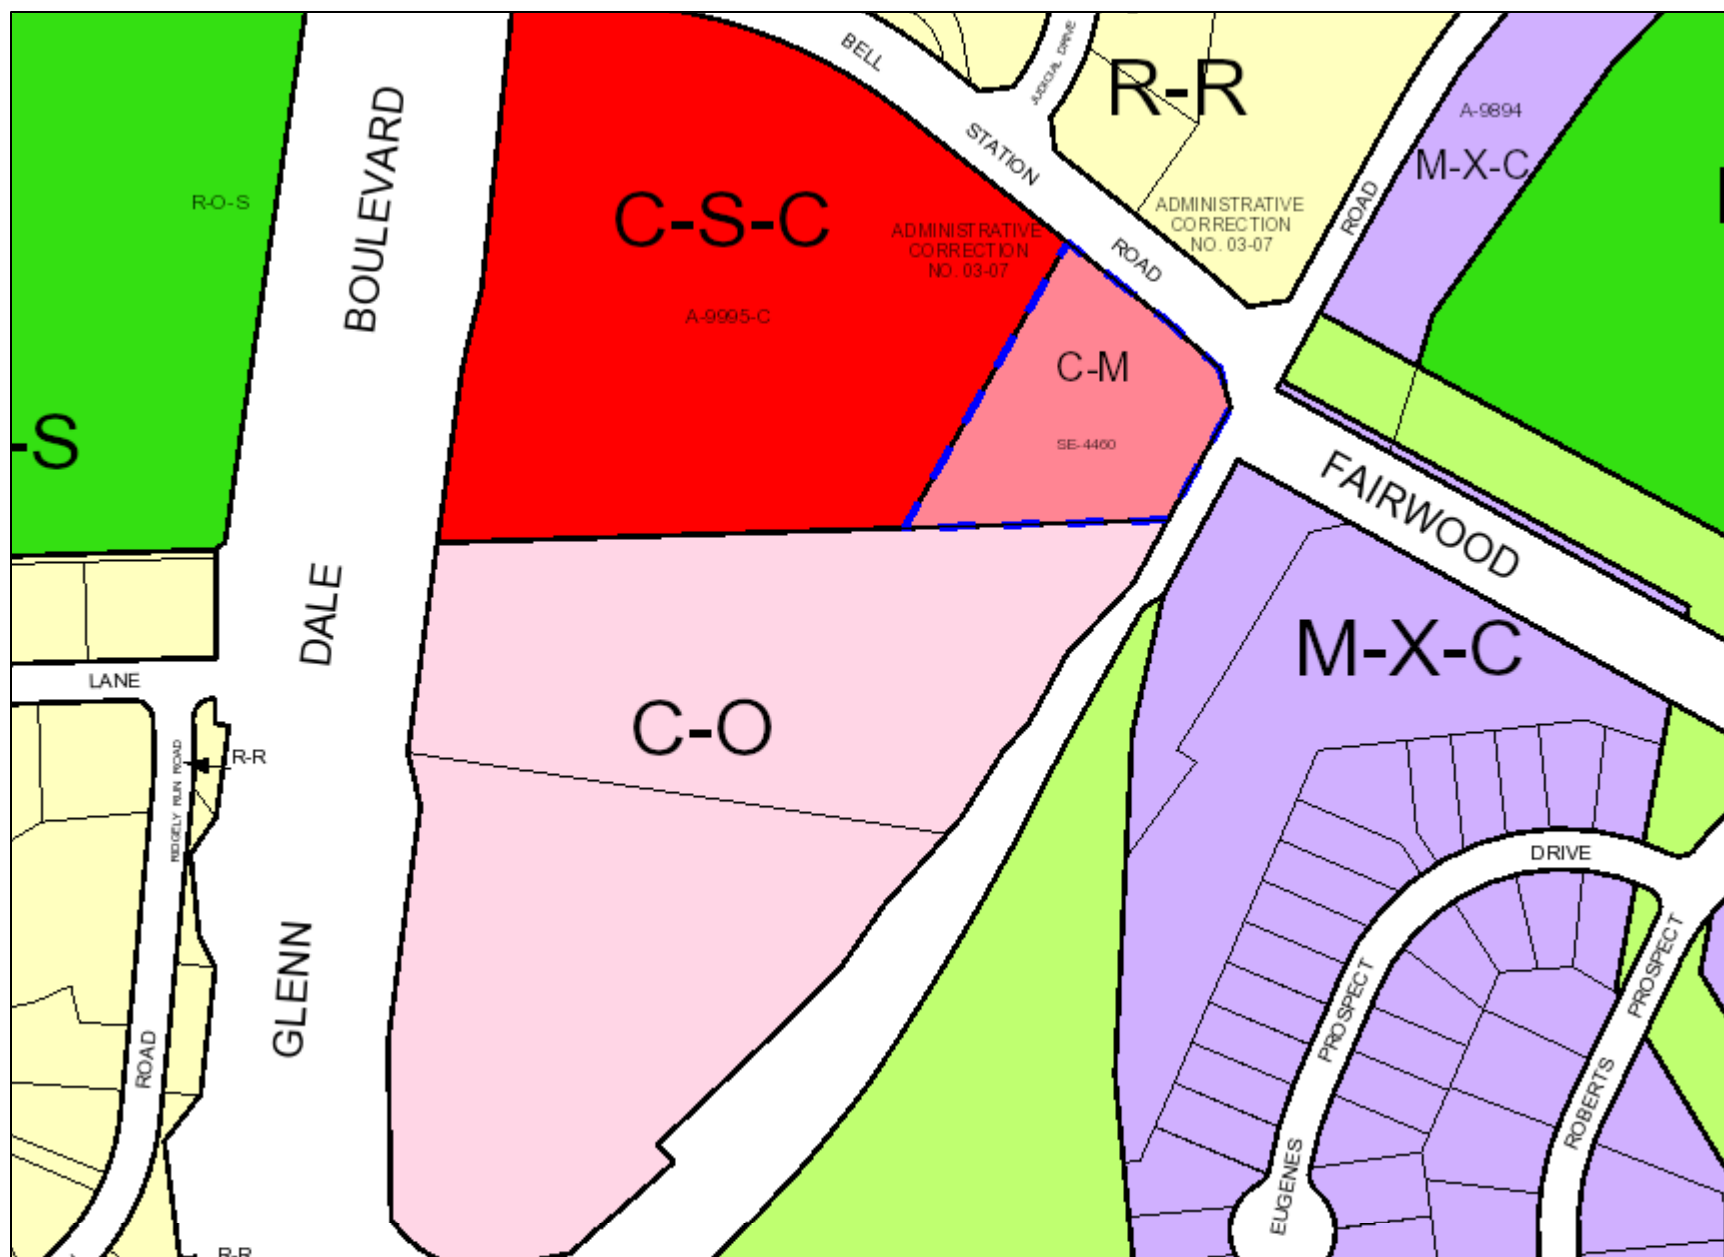 BELL
JUDICIAL DRIVE
R-R
A-9894
M-X-C
BOULEVARD
STATION
R-O-S
C-S-C
ADMINISTRATIVE
CORRECTION
NO. 03-07
ADMINISTRATIVE
CORRECTION
NO. 03-07
ROAD
ROAD
A-9995-C
C-M
-S
SE-4460
FAIRWOOD
DALE
M-X-C
LANE
C-O
RIDGELY RUN ROAD
R-R
DRIVE
GLENN
PROSPECT
PROSPECT
ROAD
ROBERTS
EUGENES
R-R